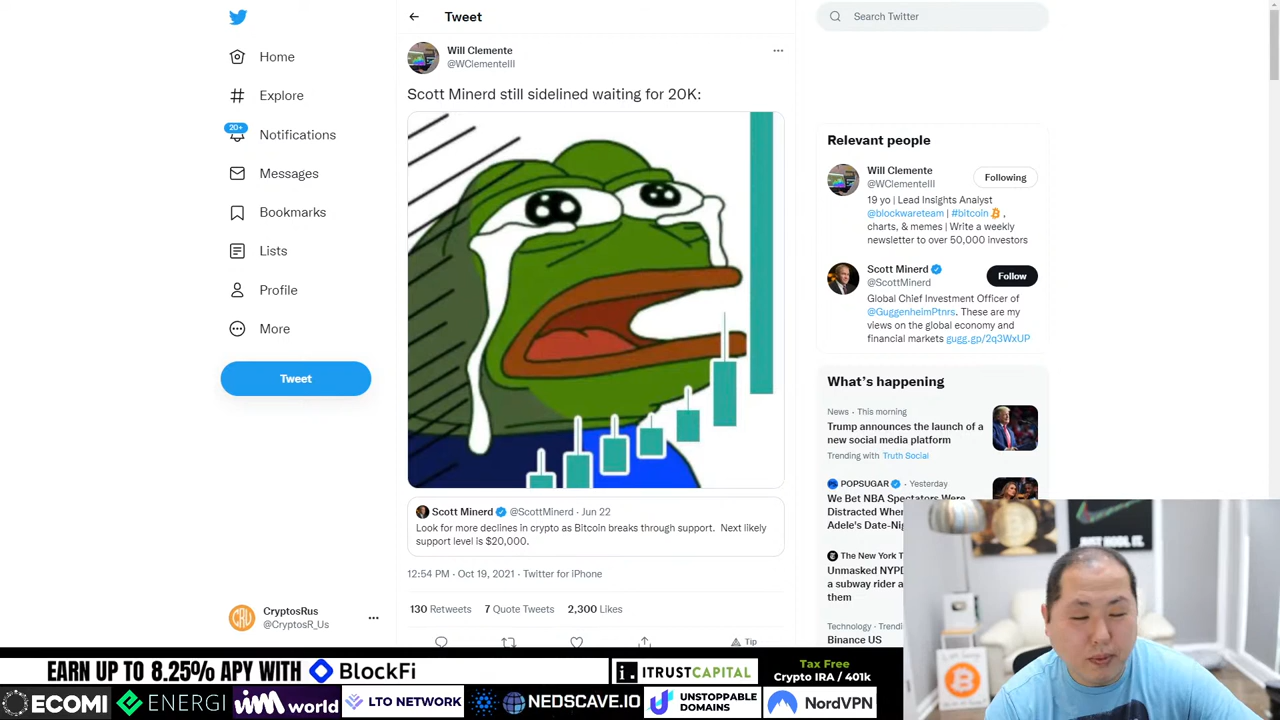 Home
Explore
20+
Notifications
Messages
Bookmarks
Lists
Profile
More
Tweet
CryptosRus
@CryptosR_Us
Tweet
Will Clemente
@WClementeIII
Scott Minerd still sidelined waiting for 20K:
Scott Minerd @ScottMinerd · Jun 22
Look for more declines in crypto as Bitcoin breaks through support. Next likely
support level is $20,000.
12:54 PM · Oct 19, 2021 · Twitter for iPhone
130 Retweets 7 Quote Tweets 2,300 Likes
Tip
Search Twitter
Relevant people
Will Clemente
@WClementeIII
Following
19 yo | Lead Insights Analyst
@blockwareteam | #bitcoin ,
charts, & memes | Write a weekly
newsletter to over 50,000 investors
Scott Minerd
@ScottMinerd
Follow
Global Chief Investment Officer of
@GuggenheimPtnrs. These are my
views on the global economy and
financial markets gugg.gp/2q3WxUP
What's happening
News · This morning
Trump announces the launch of a
new social media platform
Trending with Truth Social
POPSUGAR · Yesterday
We Bet NBA Spectators Were
Distracted When
Adele's Date-Nig
The New York T
Unmasked NYPD
a subway rider a
them
Technology · Trendi
Binance US
JUST HODL IT.
EARN UP TO 8.25% APY WITH BlockFi
ITRUSTCAPITAL
Tax Free
Crypto IRA / 401k
ECOMI
ENERGI
world
LTO NETWORK
NEDSCAVE.IO
UNSTOPPABLE
DOMAINS
NordVPN